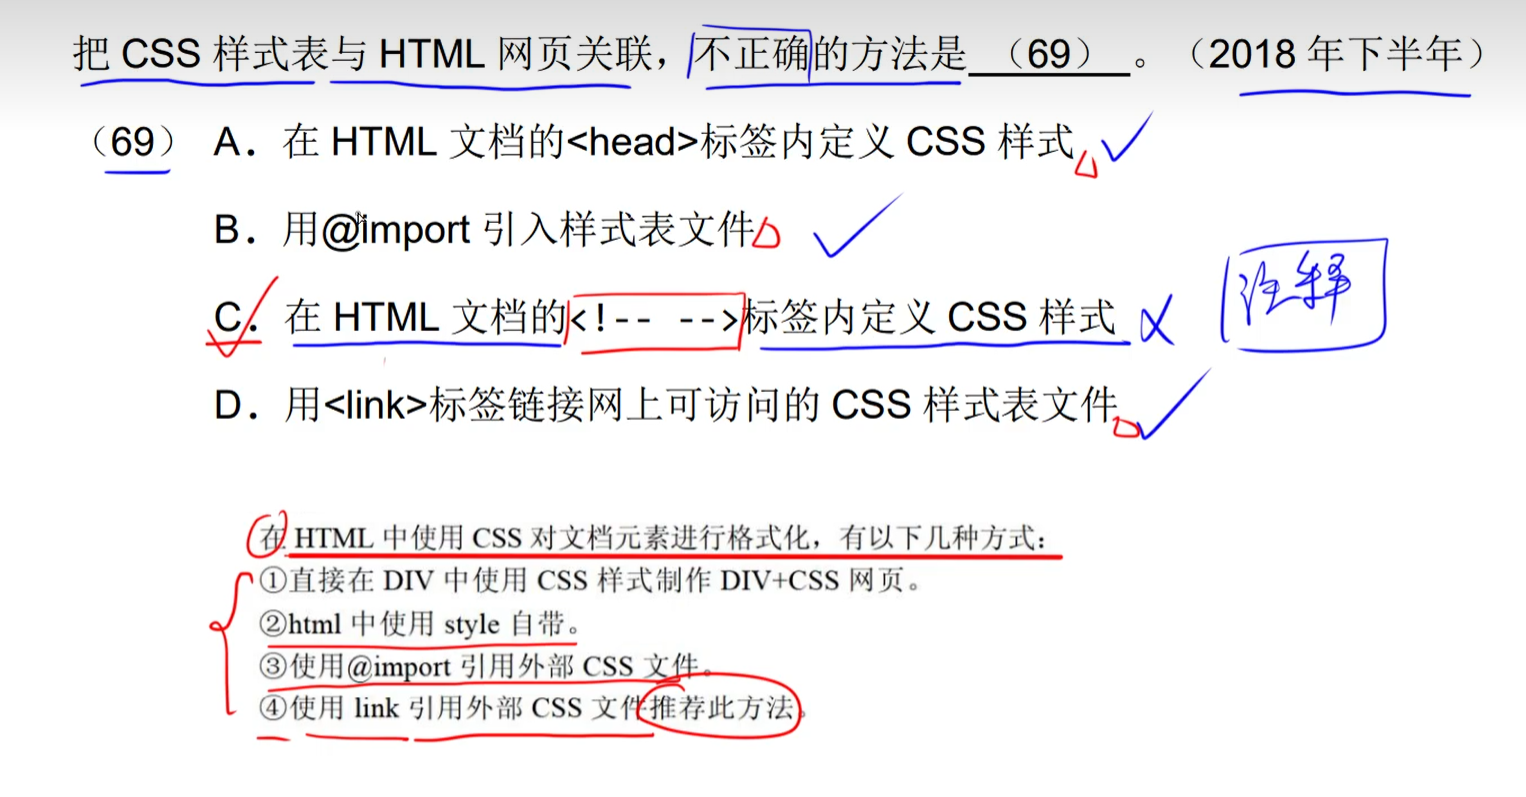 把 CSS 样式表与 HTML 网页关联，不正确的方法是 （69） 。（2018 年下半年）
（69） A．在 HTML 文档的<head>标签内定义 CSS 样式
B．用@import 引入样式表文件
C．在 HTML 文档的<!-- -->标签内定义 CSS 样式
注释
D．用<link>标签链接网上可访问的 CSS 样式表文件
在 HTML 中使用 CSS 对文档元素进行格式化，有以下几种方式：
①直接在 DIV 中使用 CSS 样式制作 DIV+CSS 网页。
②html 中使用 style 自带。
③使用@import 引用外部 CSS 文件。
④使用 link 引用外部 CSS 文件推荐此方法。